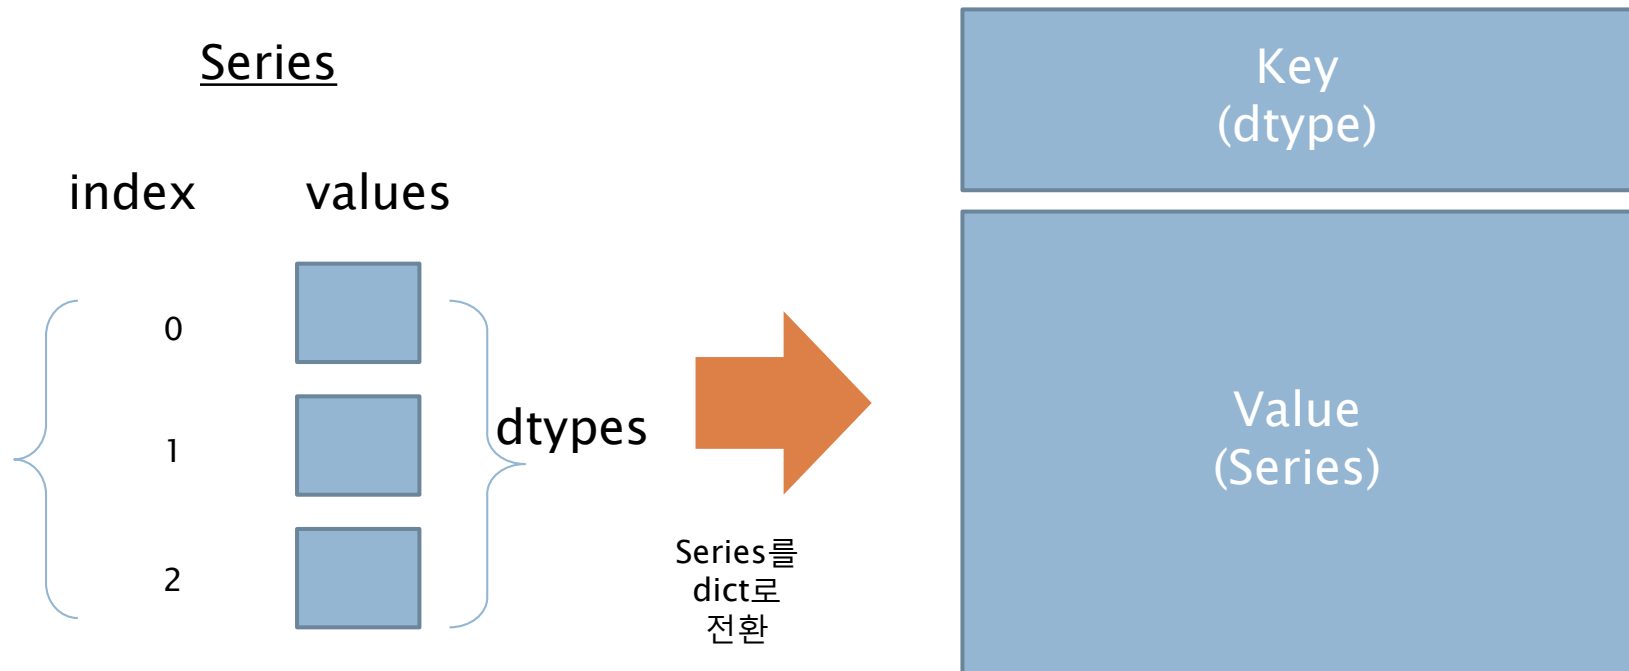 Series
index values
0
1
2
dtypes
Series를
dict로
전환
Key
(dtype)
Value
(Series)